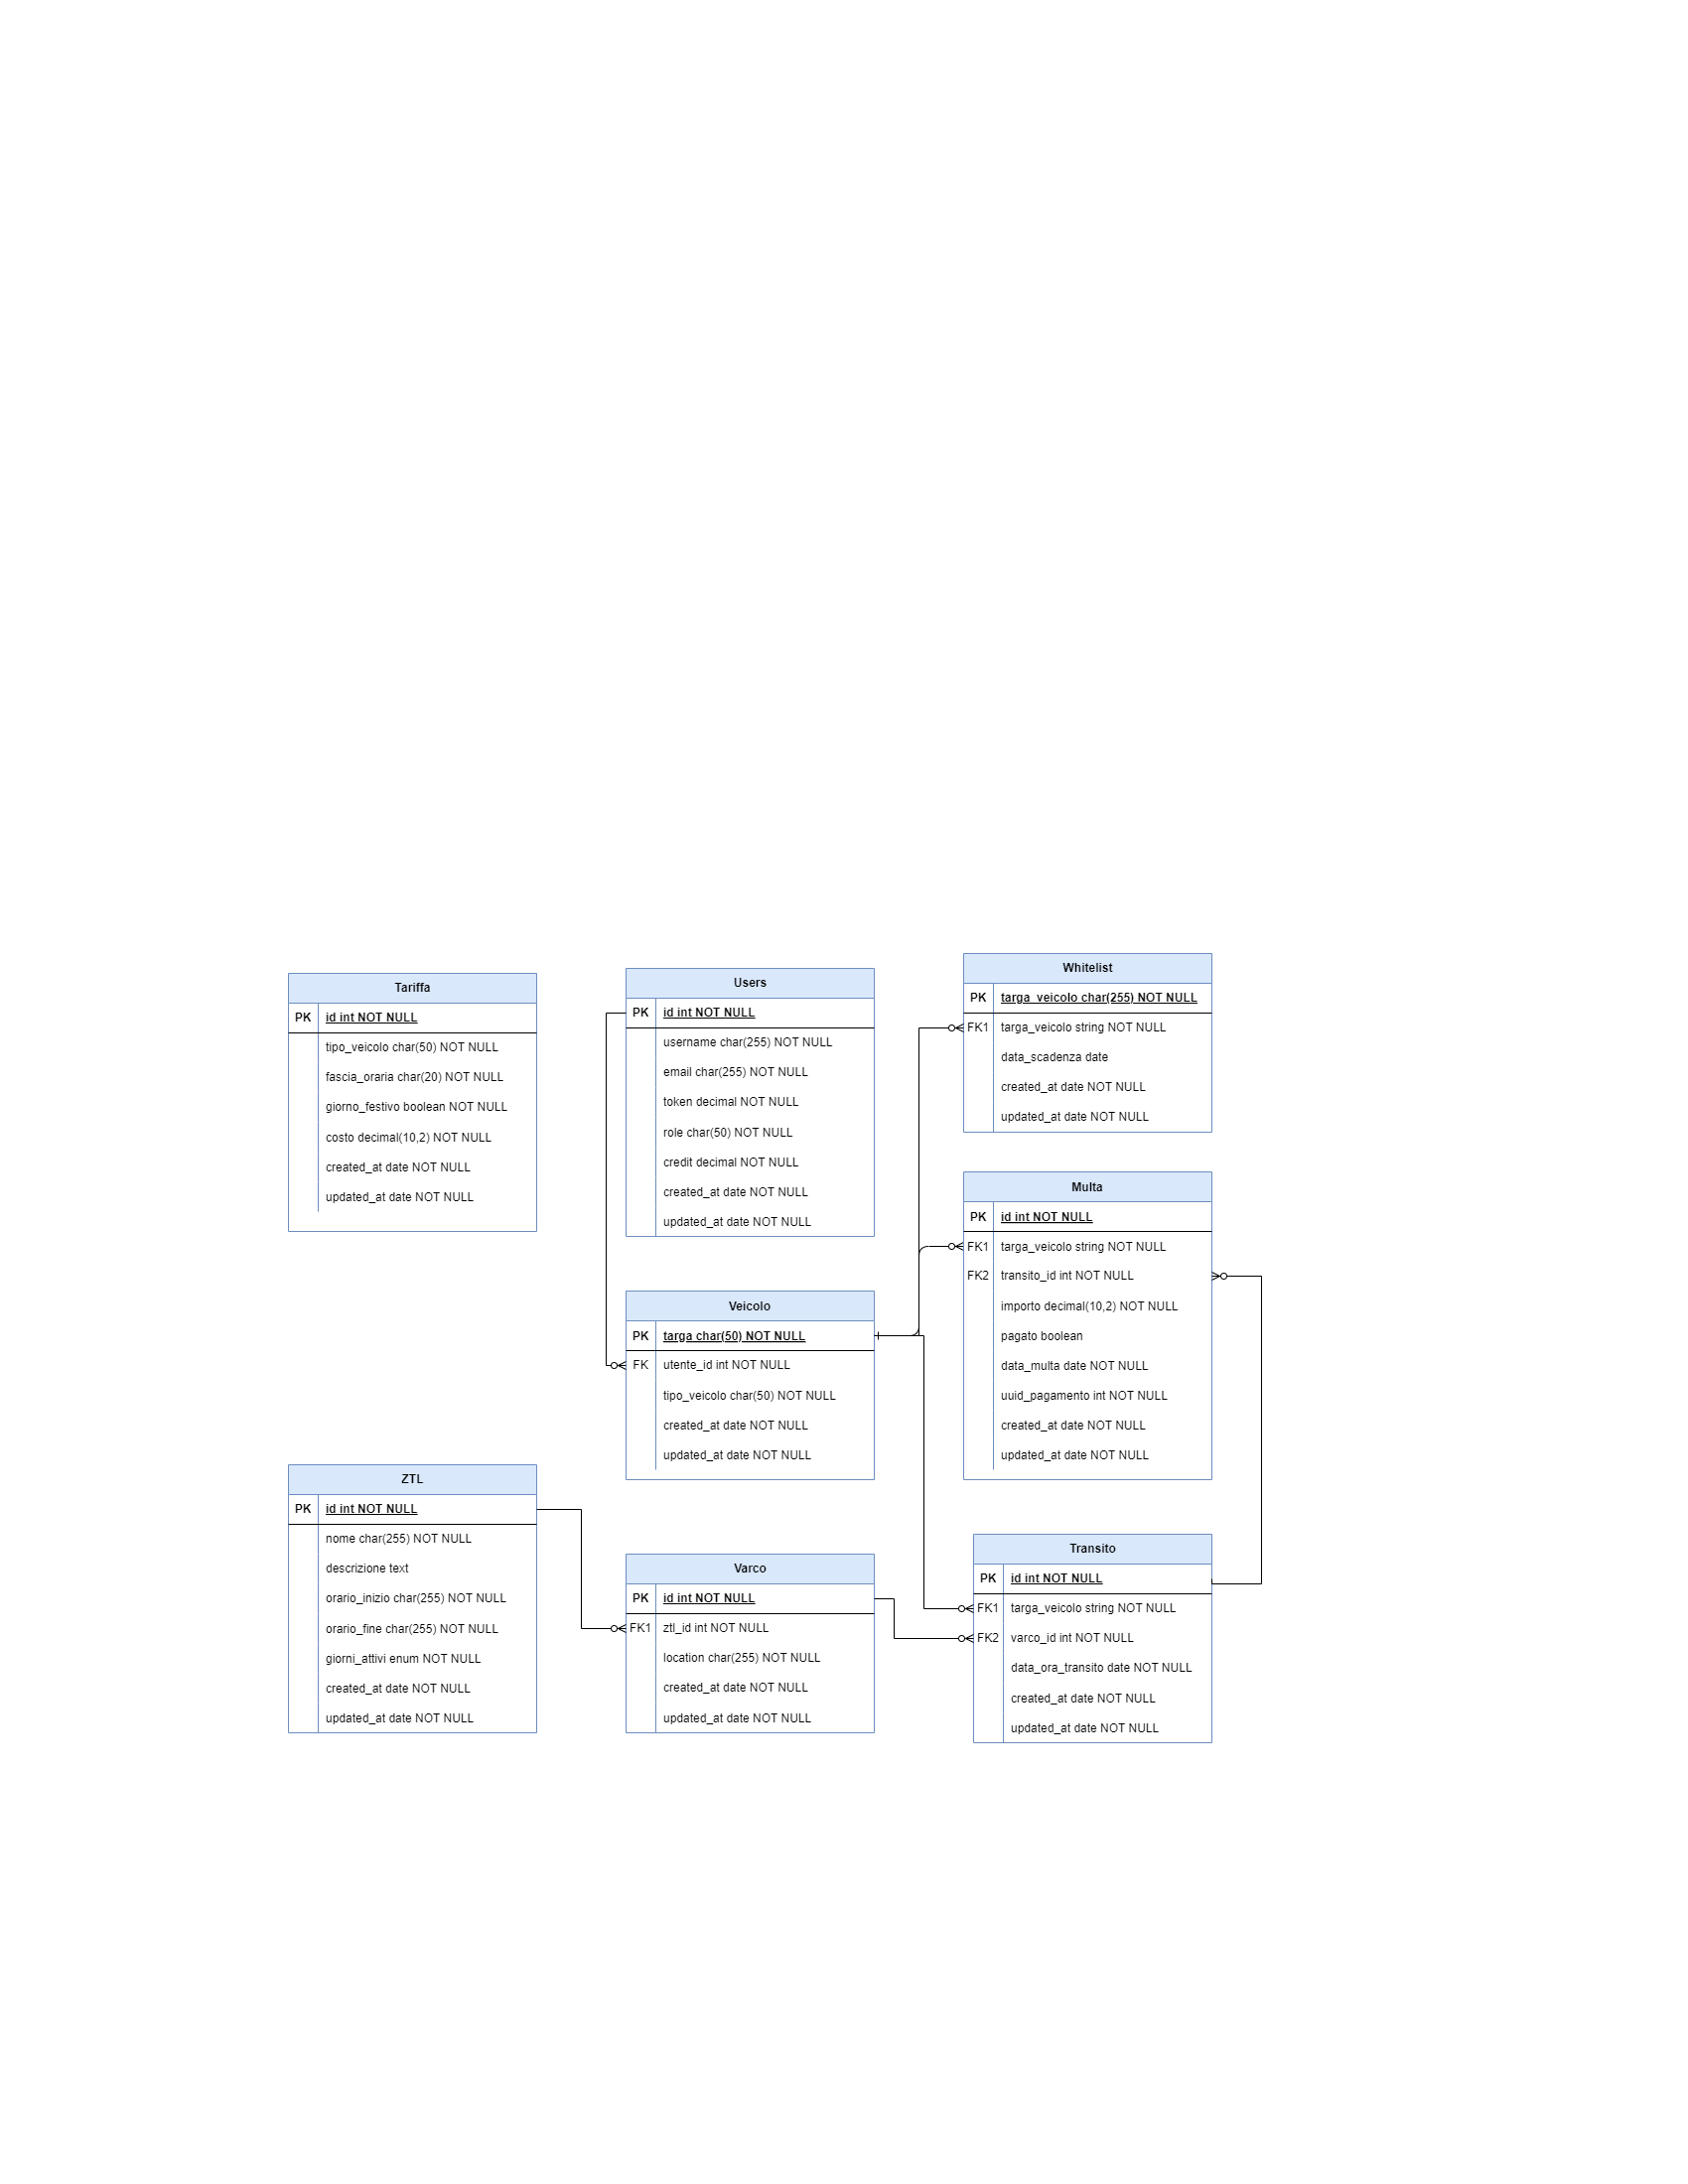 Tariffa
PK id int NOT NULL
tipo_veicolo char(50) NOT NULL
fascia_oraria char(20) NOT NULL
giorno_festivo boolean NOT NULL
costo decimal(10,2) NOT NULL
created_at date NOT NULL
updated_at date NOT NULL
Users
PK id int NOT NULL
username char(255) NOT NULL
email char(255) NOT NULL
token decimal NOT NULL
role char(50) NOT NULL
credit decimal NOT NULL
created_at date NOT NULL
updated_at date NOT NULL
Whitelist
PK targa_veicolo char(255) NOT NULL
FK1 targa_veicolo string NOT NULL
data_scadenza date
created_at date NOT NULL
updated_at date NOT NULL
Multa
PK id int NOT NULL
FK1 targa_veicolo string NOT NULL
FK2 transito_id int NOT NULL
importo decimal(10,2) NOT NULL
pagato boolean
data_multa date NOT NULL
uuid_pagamento int NOT NULL
created_at date NOT NULL
updated_at date NOT NULL
Veicolo
PK targa char(50) NOT NULL
FK utente_id int NOT NULL
tipo_veicolo char(50) NOT NULL
created_at date NOT NULL
updated_at date NOT NULL
ZTL
PK id int NOT NULL
nome char(255) NOT NULL
descrizione text
orario_inizio char(255) NOT NULL
orario_fine char(255) NOT NULL
giorni_attivi enum NOT NULL
created_at date NOT NULL
updated_at date NOT NULL
Varco
PK id int NOT NULL
FK1 ztl_id int NOT NULL
location char(255) NOT NULL
created_at date NOT NULL
updated_at date NOT NULL
Transito
PK id int NOT NULL
FK1 targa_veicolo string NOT NULL
FK2 varco_id int NOT NULL
data_ora_transito date NOT NULL
created_at date NOT NULL
updated_at date NOT NULL